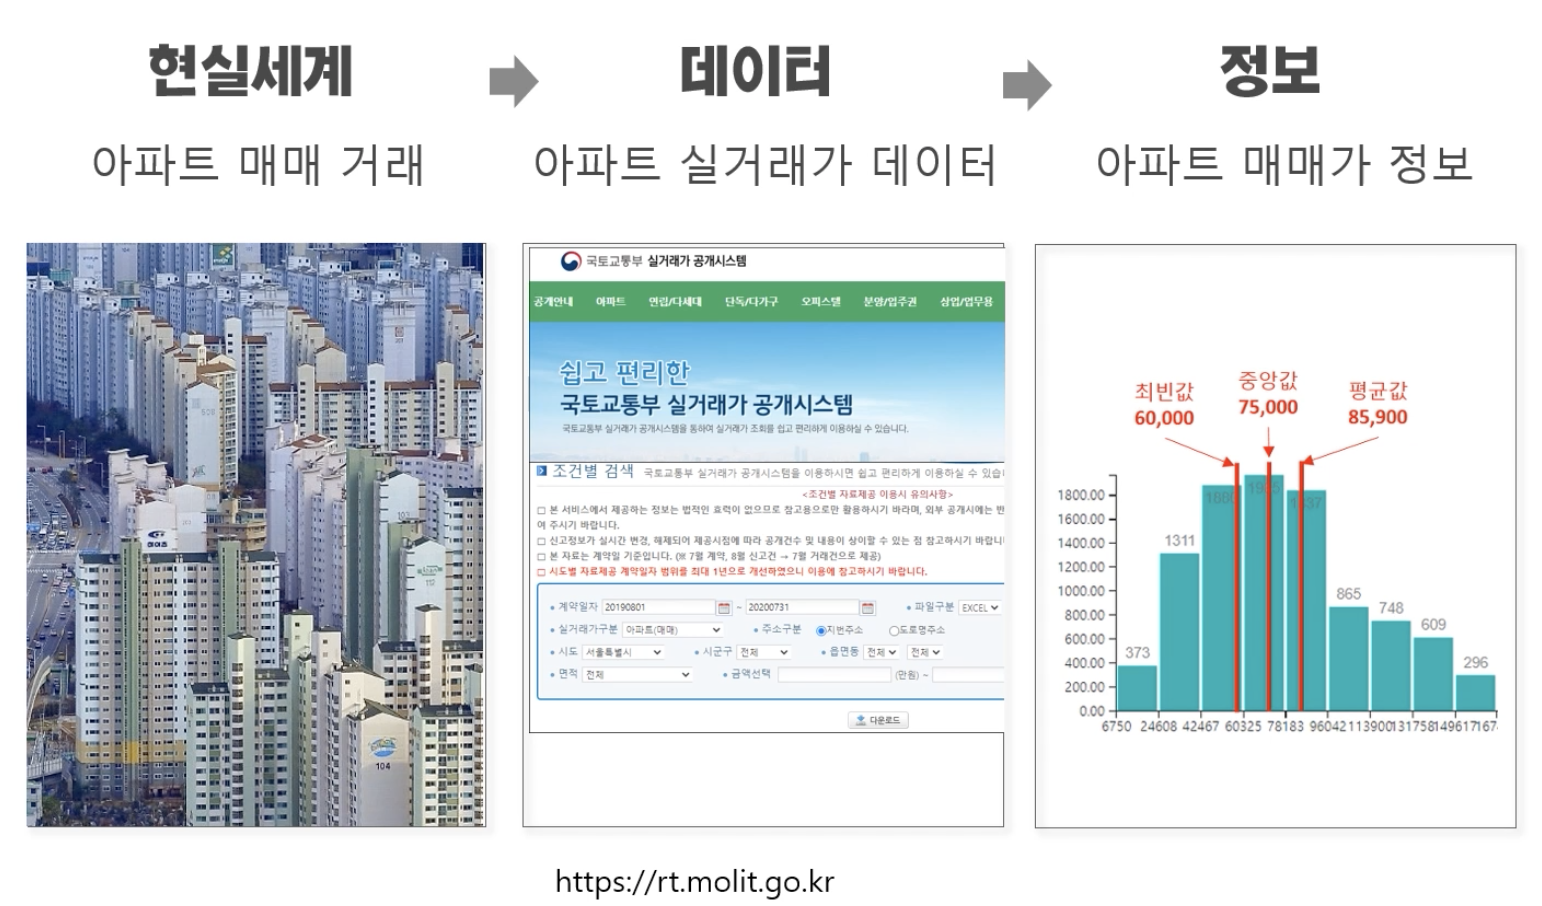 현실세계
데이터
정보
아파트 매매 거래
아파트 실거래가 데이터
아파트 매매가 정보
104
국토교통부 실거래가 공개시스템
공개안내 아파트 연립/다세대 단독/다가구 오피스텔 분양/입주권 상업/업무용
쉽고 편리한
국토교통부 실거래가 공개시스템
국토교통부 실거래가 공개시스템을 통하여 실거래가 조회를 쉽고 편리하게 이용하실 수 있습니다.
조건별 검색 국토교통부 실거래가 공개시스템을 이용하시면 쉽고 편리하게 이용하실 수 있습
<조건별 자료제공 이용시 유의사항>
□ 본 서비스에서 제공하는 정보는 법적인 효력이 없으므로 참고용으로만 활용하시기 바라며, 외부 공개시에는 반
여 주시기 바랍니다.
□ 신고정보가 실시간 변경, 해제되어 제공시점에 따라 공개건수 및 내용이 상이할 수 있는 점 참고하시기 바랍니
□ 본 자료는 계약일 기준입니다. (※ 7월 계약, 8월 신고건 → 7월 거래건으로 제공)
□ 시도별 자료제공 계약일자 범위를 최대 1년으로 개선하였으니 이용에 참고하시기 바랍니다.
계약일자 20190801 ~ 20200731 파일구분 EXCEL
실거래가구분 아파트(매매) 주소구분 지번주소 도로명주소
시도 서울특별시 시군구 전체 읍면동 전체 전체
면적 전체 금액선택 (만원) ~
다운로드
최빈값
60,000
중앙값
75,000
평균값
85,900
1800.00
1600.00
1400.00
1200.00
1000.00
800.00
600.00
400.00
200.00
0.00
373
1311
865
748
609
296
6750 24608 42467 60325 78183 96042 113900 131758 149617 167
https://rt.molit.go.kr